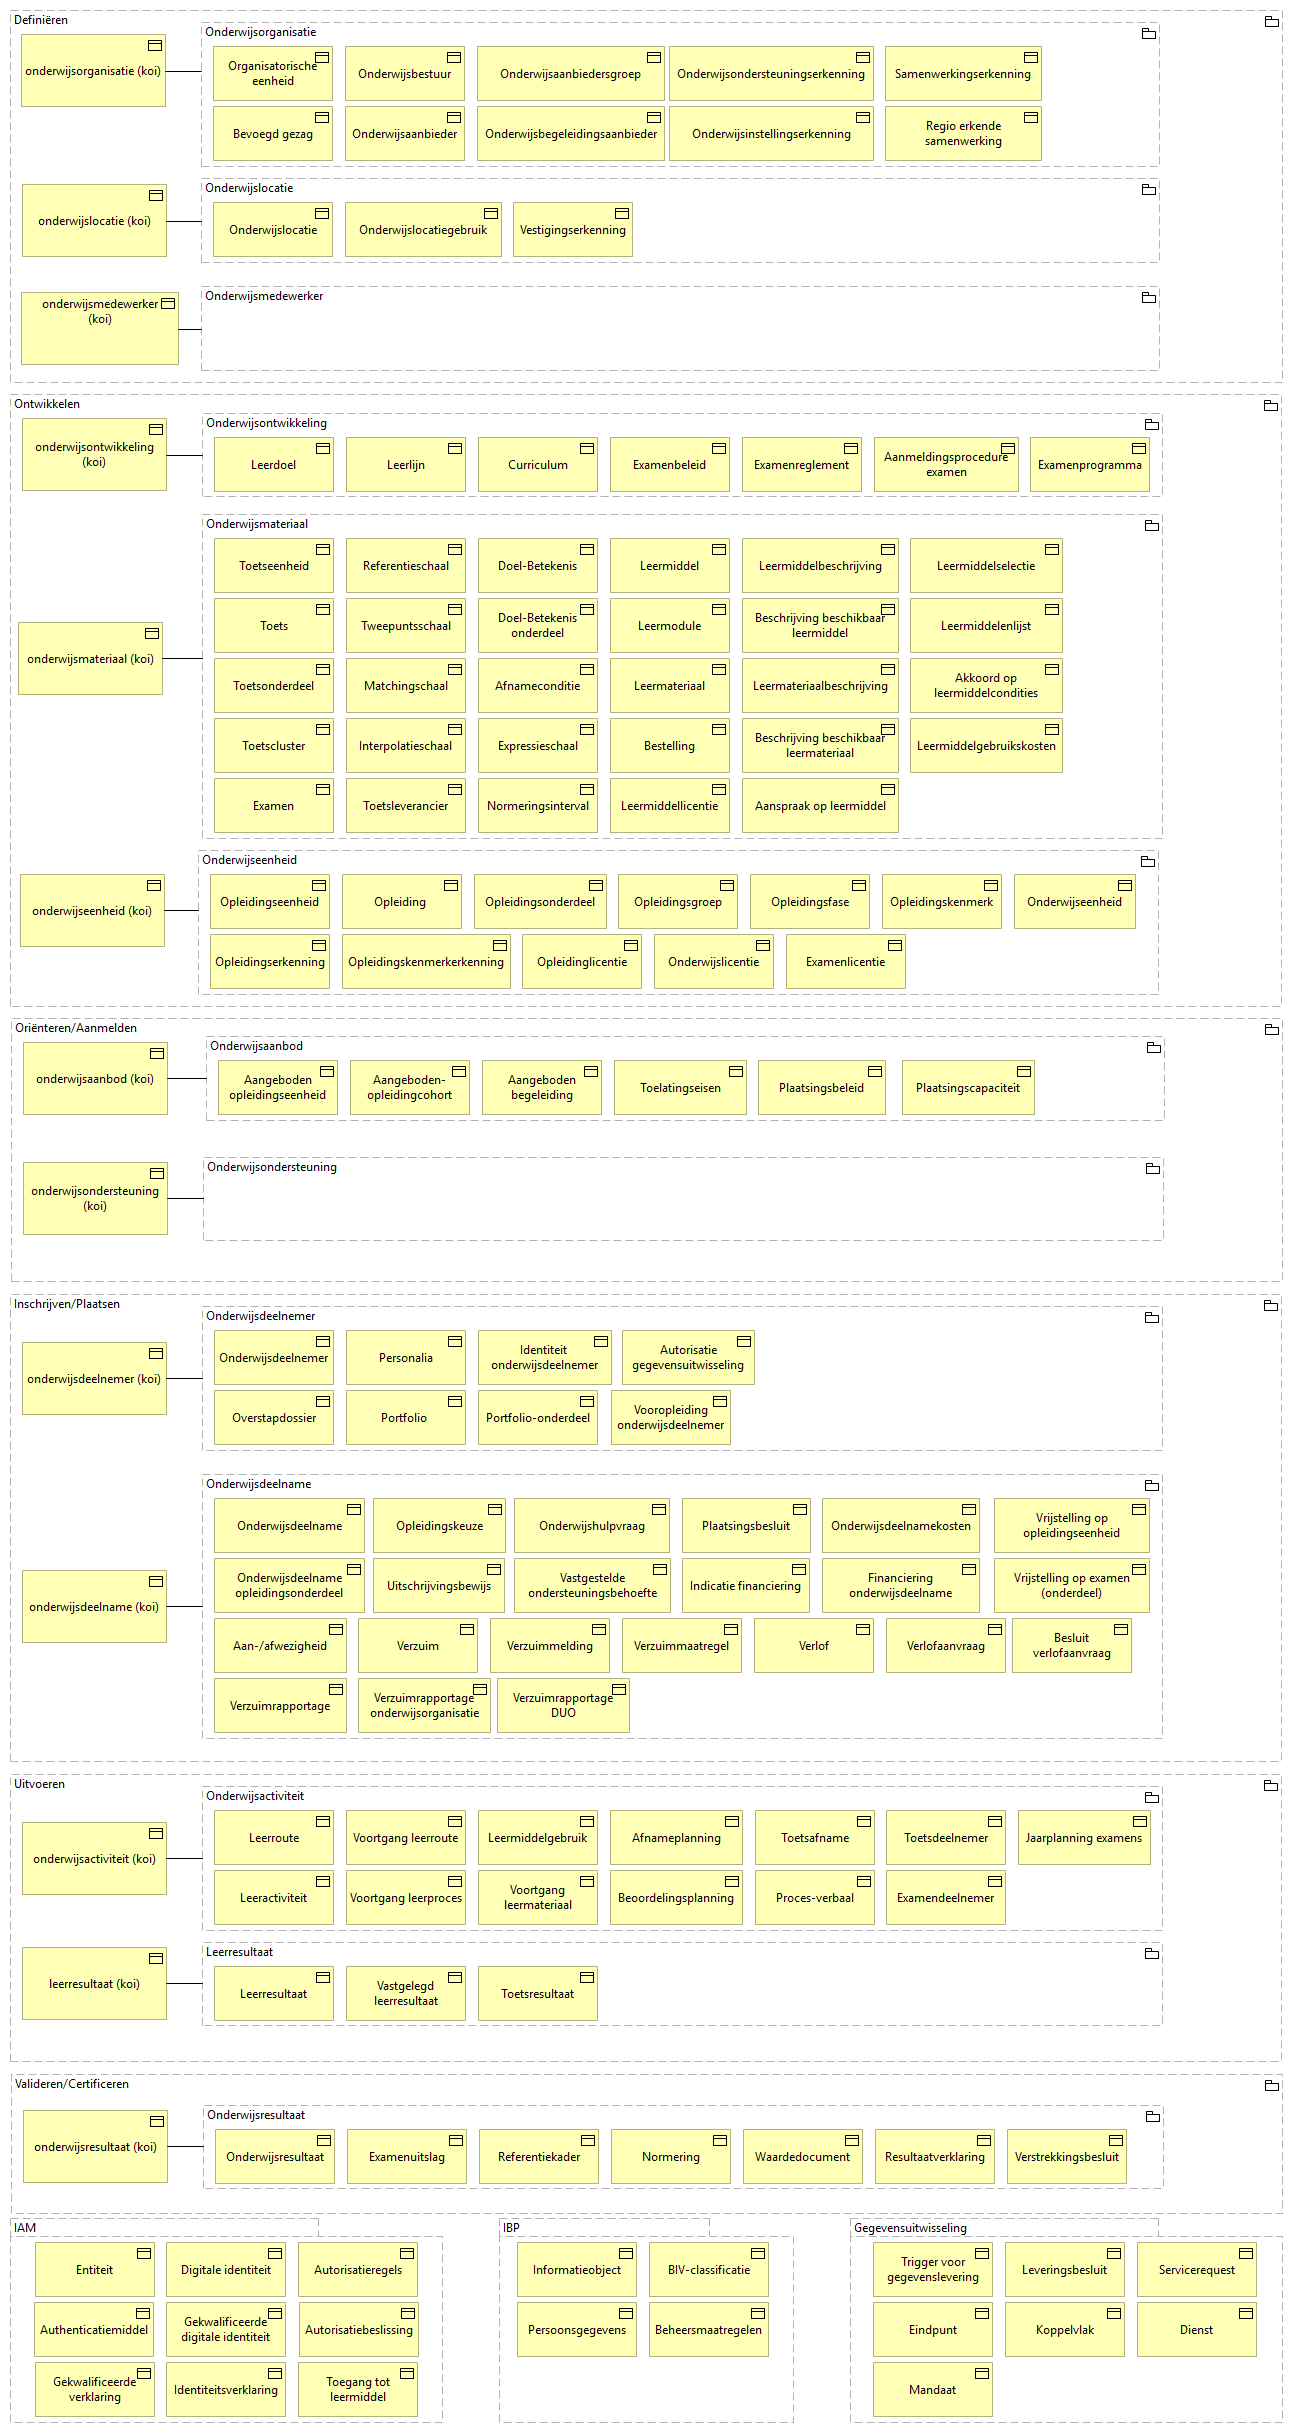 Definiëren
onderwijsorganisatie (koi)
Onderwijsorganisatie
Organisatorische
eenheid
Onderwijsbestuur
Onderwijsaanbiedersgroep
Onderwijsondersteuningserkenning
Samenwerkingserkenning
Bevoegd gezag
Onderwijsaanbieder
Onderwijsbegeleidingsaanbieder
Onderwijsinstellingserkenning
Regio erkende
samenwerking
onderwijslocatie (koi)
Onderwijslocatie
Onderwijslocatie
Onderwijslocatiegebruik
Vestigingserkenning
onderwijsmedewerker
(koi)
Onderwijsmedewerker
Ontwikkelen
onderwijsontwikkeling
(koi)
Onderwijsontwikkeling
Leerdoel
Leerlijn
Curriculum
Examenbeleid
Examenreglement
Aanmeldingsprocedure
examen
Examenprogramma
onderwijsmateriaal (koi)
Onderwijsmateriaal
Toetseenheid
Referentieschaal
Doel-Betekenis
Leermiddel
Leermiddelbeschrijving
Leermiddelselectie
Toets
Tweepuntsschaal
Doel-Betekenis
onderdeel
Leermodule
Beschrijving beschikbaar
leermiddel
Leermiddelenlijst
Toetsonderdeel
Matchingschaal
Afnameconditie
Leermateriaal
Leermateriaalbeschrijving
Akkoord op
leermiddelcondities
Toetscluster
Interpolatieschaal
Expressieschaal
Bestelling
Beschrijving beschikbaar
leermateriaal
Leermiddelgebruikskosten
Examen
Toetsleverancier
Normeringsinterval
Leermiddellicentie
Aanspraak op leermiddel
onderwijseenheid (koi)
Onderwijseenheid
Opleidingseenheid
Opleiding
Opleidingsonderdeel
Opleidingsgroep
Opleidingsfase
Opleidingskenmerk
Onderwijseenheid
Opleidingserkenning
Opleidingskenmerkerkenning
Opleidinglicentie
Onderwijslicentie
Examenlicentie
Oriënteren/Aanmelden
onderwijsaanbod (koi)
Onderwijsaanbod
Aangeboden
opleidingseenheid
Aangeboden-
opleidingcohort
Aangeboden
begeleiding
Toelatingseisen
Plaatsingsbeleid
Plaatsingscapaciteit
onderwijsondersteuning
(koi)
Onderwijsondersteuning
Inschrijven/Plaatsen
onderwijsdeelnemer (koi)
Onderwijsdeelnemer
Onderwijsdeelnemer
Personalia
Identiteit
onderwijsdeelnemer
Autorisatie
gegevensuitwisseling
Overstapdossier
Portfolio
Portfolio-onderdeel
Vooropleiding
onderwijsdeelnemer
onderwijsdeelname (koi)
Onderwijsdeelname
Onderwijsdeelname
Opleidingskeuze
Onderwijshulpvraag
Plaatsingsbesluit
Onderwijsdeelnamekosten
Vrijstelling op
opleidingseenheid
Onderwijsdeelname
opleidingsonderdeel
Uitschrijvingsbewijs
Vastgestelde
ondersteuningsbehoefte
Indicatie financiering
Financiering
onderwijsdeelname
Vrijstelling op examen
(onderdeel)
Aan-/afwezigheid
Verzuim
Verzuimmelding
Verzuimmaatregel
Verlof
Verlofaanvraag
Besluit
verlofaanvraag
Verzuimrapportage
Verzuimrapportage
onderwijsorganisatie
Verzuimrapportage
DUO
Uitvoeren
onderwijsactiviteit (koi)
Onderwijsactiviteit
Leerroute
Voortgang leerroute
Leermiddelgebruik
Afnameplanning
Toetsafname
Toetsdeelnemer
Jaarplanning examens
Leeractiviteit
Voortgang leerproces
Voortgang
leermateriaal
Beoordelingsplanning
Proces-verbaal
Examendeelnemer
leerresultaat (koi)
Leerresultaat
Leerresultaat
Vastgelegd
leerresultaat
Toetsresultaat
Valideren/Certificeren
onderwijsresultaat (koi)
Onderwijsresultaat
Onderwijsresultaat
Examenuitslag
Referentiekader
Normering
Waardedocument
Resultaatverklaring
Verstrekkingsbesluit
IAM
Entiteit
Digitale identiteit
Autorisatieregels
Authenticatiemiddel
Gekwalificeerde
digitale identiteit
Autorisatiebeslissing
Gekwalificeerde
verklaring
Identiteitsverklaring
Toegang tot
leermiddel
IBP
Informatieobject
BIV-classificatie
Persoonsgegevens
Beheersmaatregelen
Gegevensuitwisseling
Trigger voor
gegevenslevering
Leveringsbesluit
Servicerequest
Eindpunt
Koppelvlak
Dienst
Mandaat